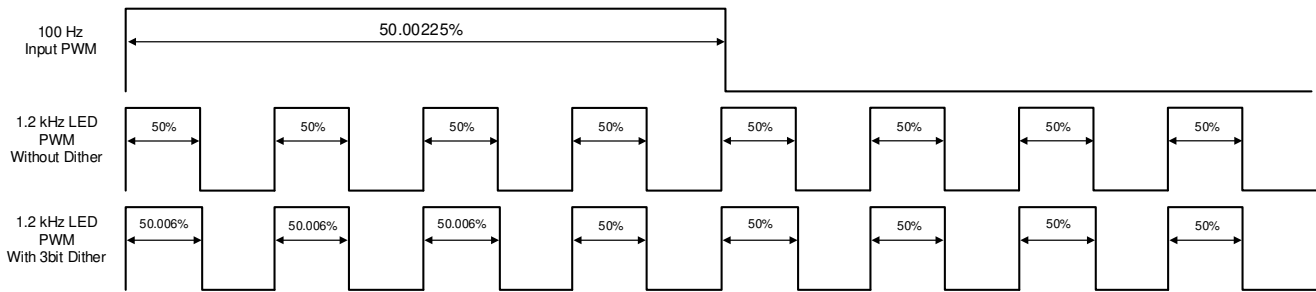 100 Hz
Input PWM
50.00225%
1.2 kHz LED
PWM
Without Dither
50% 50% 50% 50% 50% 50% 50% 50%
1.2 kHz LED
PWM
With 3bit Dither
50.006% 50.006% 50.006% 50% 50% 50% 50% 50%